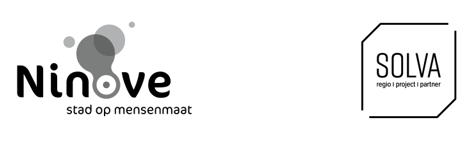 Ninove
stad op mensenmaat
SOLVA
regio I project I partner